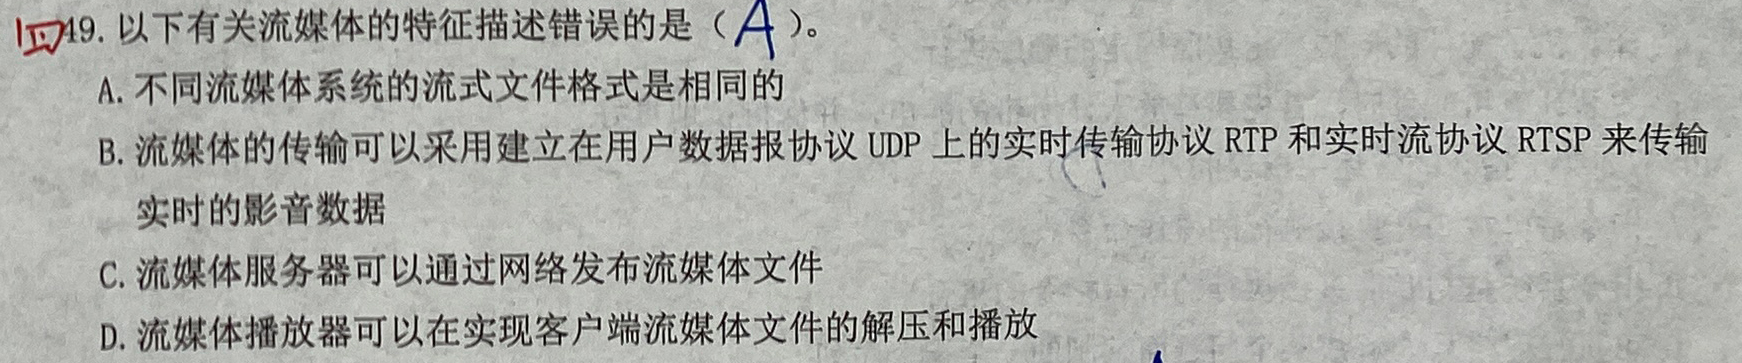 49. 以下有关流媒体的特征描述错误的是（ A ）。
A. 不同流媒体系统的流式文件格式是相同的
B. 流媒体的传输可以采用建立在用户数据报协议 UDP 上的实时传输协议 RTP 和实时流协议 RTSP 来传输
实时的影音数据
C. 流媒体服务器可以通过网络发布流媒体文件
D. 流媒体播放器可以在实现客户端流媒体文件的解压和播放